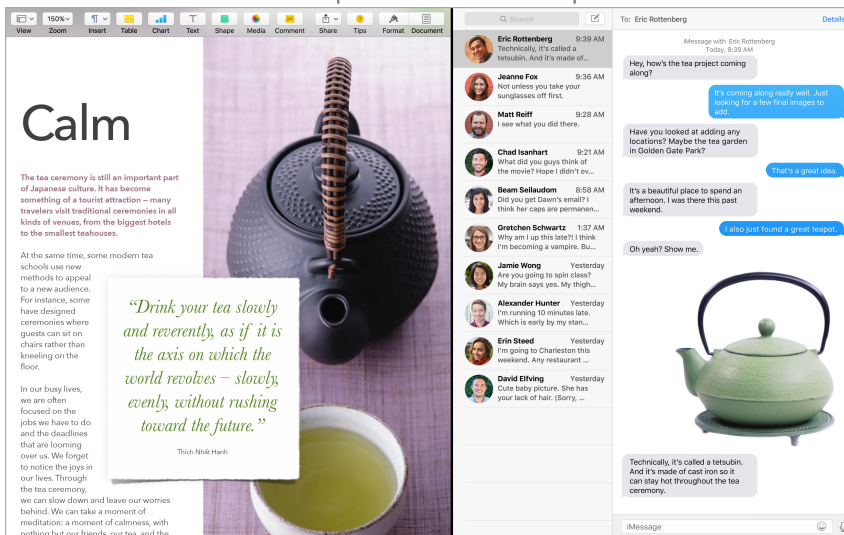 150%
View
Zoom
Insert
Table
Chart
Text
Shape
Media
Comment
Share
Tips
Format
Document
Calm
The tea ceremony is still an important part
of Japanese culture. It has become
something of a tourist attraction – many
travelers visit traditional ceremonies in all
kinds of venues, from the biggest hotels
to the smallest teahouses.
At the same time, some modern tea
schools use new
methods to appeal
to a new audience.
For instance, some
have designed
ceremonies where
guests can sit on
chairs rather than
kneeling on the
floor.
In our busy lives,
we are often
focused on the
jobs we have to do
and the deadlines
that are looming
over us. We forget
to notice the joys in
our lives. Through
the tea ceremony,
we can slow down and leave our worries
behind. We can take a moment of
meditation: a moment of calmness, with
nothing but our friends, our tea, and the
“Drink your tea slowly
and reverently, as if it is
the axis on which the
world revolves – slowly,
evenly, without rushing
toward the future.”
Thich Nhất Hạnh
Search
Eric Rottenberg 9:39 AM
Technically, it's called a
tetsubin. And it's made of...
Jeanne Fox 9:36 AM
Not unless you take your
sunglasses off first.
Matt Reiff 9:28 AM
I see what you did there.
Chad Isanhart 9:21 AM
What did you guys think of
the movie? Hope I didn't ov...
Beam Seilaudom 8:58 AM
Did you get Dawn's email? I
think her caps are permanen...
Gretchen Schwartz 1:37 AM
Why am I up this late?! I think
I'm becoming a vampire. Bu...
Jamie Wong Yesterday
Are you going to spin class?
My brain says yes. My thigh...
Alexander Hunter Yesterday
I'm running 10 minutes late.
Which is early by my stan...
Erin Steed Yesterday
I'm going to Charleston this
weekend. Any restaurant ...
David Elfving Yesterday
Cute baby picture. She has
your lack of hair. (Sorry, ...
To: Eric Rottenberg
Details
iMessage with Eric Rottenberg
Today, 9:39 AM
Hey, how's the tea project coming
along?
It's coming along really well. Just
looking for a few final images to
add.
Have you looked at adding any
locations? Maybe the tea garden
in Golden Gate Park?
That's a great idea.
It's a beautiful place to spend an
afternoon. I was there this past
weekend.
I also just found a great teapot.
Oh yeah? Show me.
Technically, it's called a tetsubin.
And it's made of cast iron so it
can stay hot throughout the tea
ceremony.
iMessage